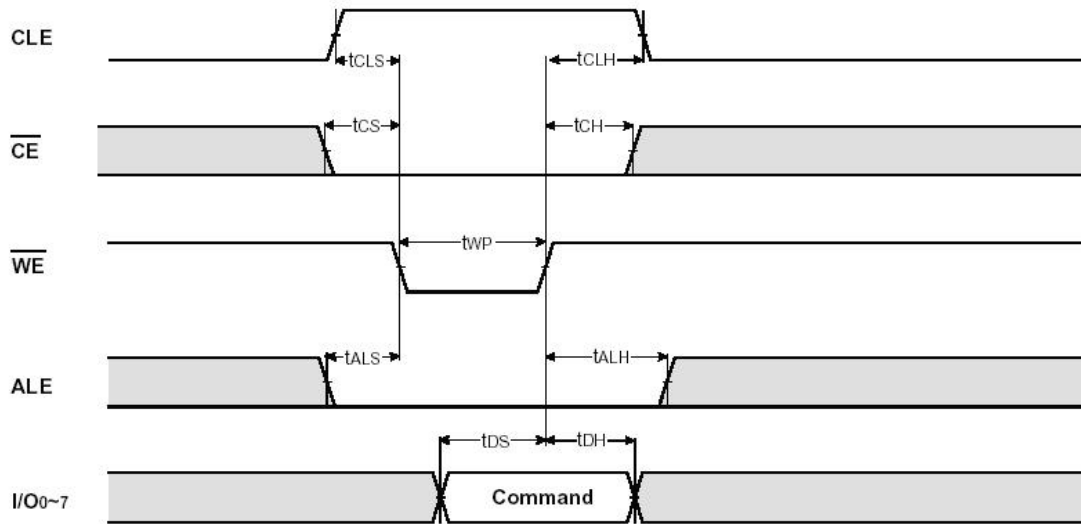 CLE
tCLS
tCLH
CE
tCS
tCH
WE
tWP
ALE
tALS
tALH
tDS
tDH
I/O0~7
Command